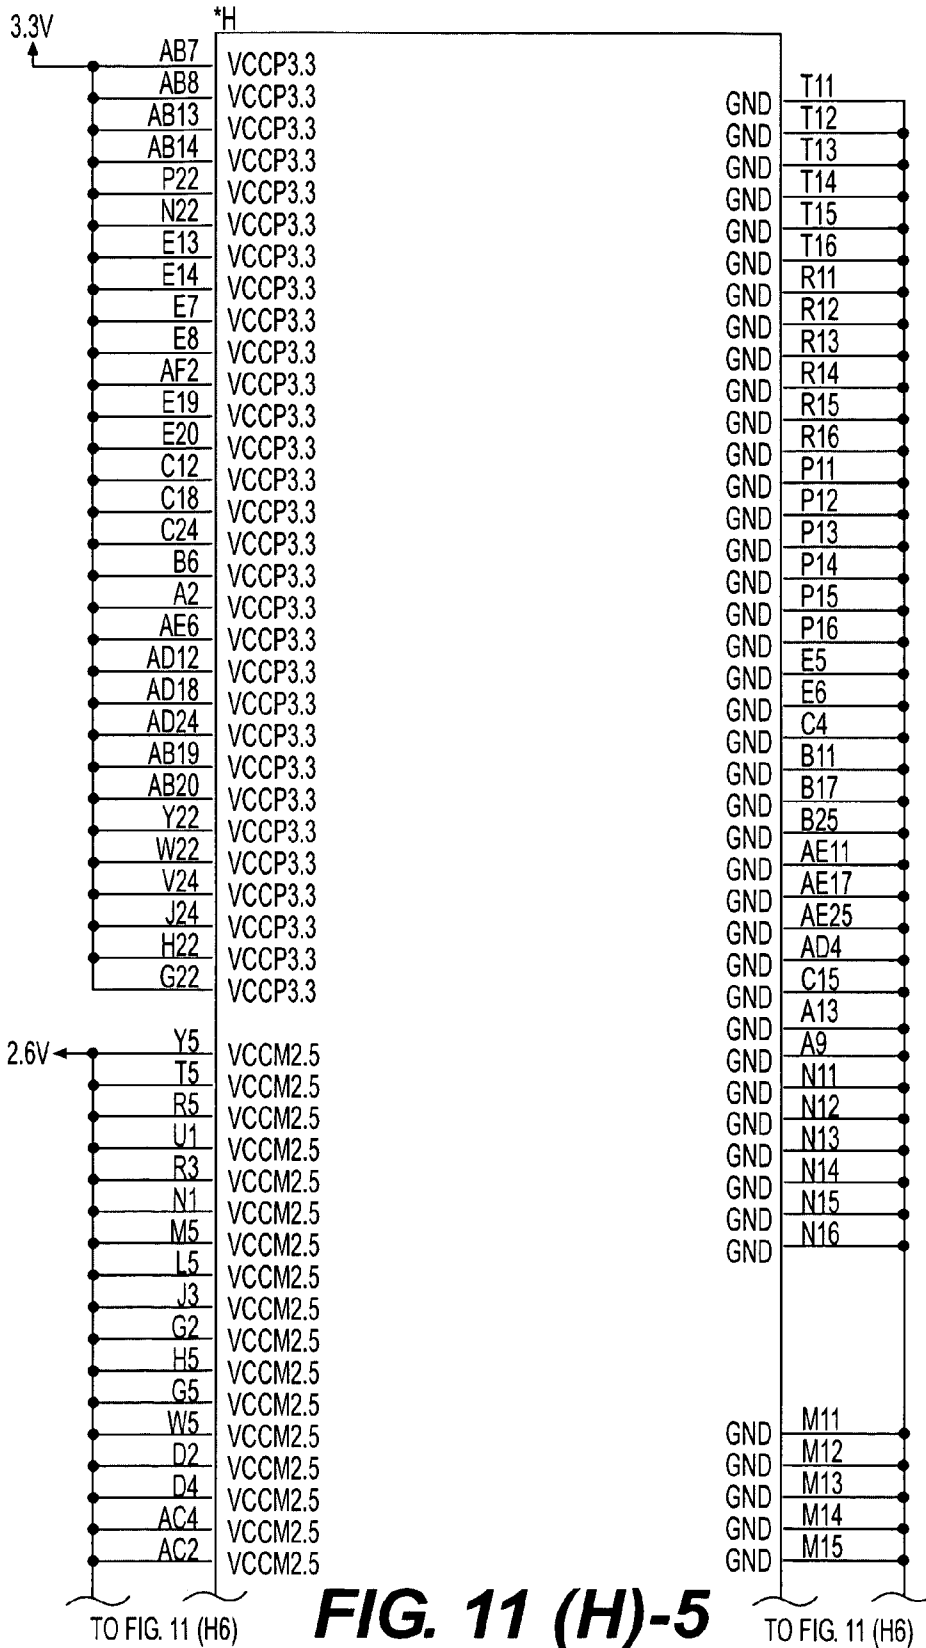 *H
3.3V
AB7 VCCP3.3
AB8 VCCP3.3
AB13 VCCP3.3
AB14 VCCP3.3
P22 VCCP3.3
N22 VCCP3.3
E13 VCCP3.3
E14 VCCP3.3
E7 VCCP3.3
E8 VCCP3.3
AF2 VCCP3.3
E19 VCCP3.3
E20 VCCP3.3
C12 VCCP3.3
C18 VCCP3.3
C24 VCCP3.3
B6 VCCP3.3
A2 VCCP3.3
AE6 VCCP3.3
AD12 VCCP3.3
AD18 VCCP3.3
AD24 VCCP3.3
AB19 VCCP3.3
AB20 VCCP3.3
Y22 VCCP3.3
W22 VCCP3.3
V24 VCCP3.3
J24 VCCP3.3
H22 VCCP3.3
G22 VCCP3.3
2.6V
Y5 VCCM2.5
T5 VCCM2.5
R5 VCCM2.5
U1 VCCM2.5
R3 VCCM2.5
N1 VCCM2.5
M5 VCCM2.5
L5 VCCM2.5
J3 VCCM2.5
G2 VCCM2.5
H5 VCCM2.5
G5 VCCM2.5
W5 VCCM2.5
D2 VCCM2.5
D4 VCCM2.5
AC4 VCCM2.5
AC2 VCCM2.5
GND T11
GND T12
GND T13
GND T14
GND T15
GND T16
GND R11
GND R12
GND R13
GND R14
GND R15
GND R16
GND P11
GND P12
GND P13
GND P14
GND P15
GND P16
GND E5
GND E6
GND C4
GND B11
GND B17
GND B25
GND AE11
GND AE17
GND AE25
GND AD4
GND C15
GND A13
GND A9
GND N11
GND N12
GND N13
GND N14
GND N15
GND N16
GND M11
GND M12
GND M13
GND M14
GND M15
TO FIG. 11 (H6)
FIG. 11 (H)-5
TO FIG. 11 (H6)